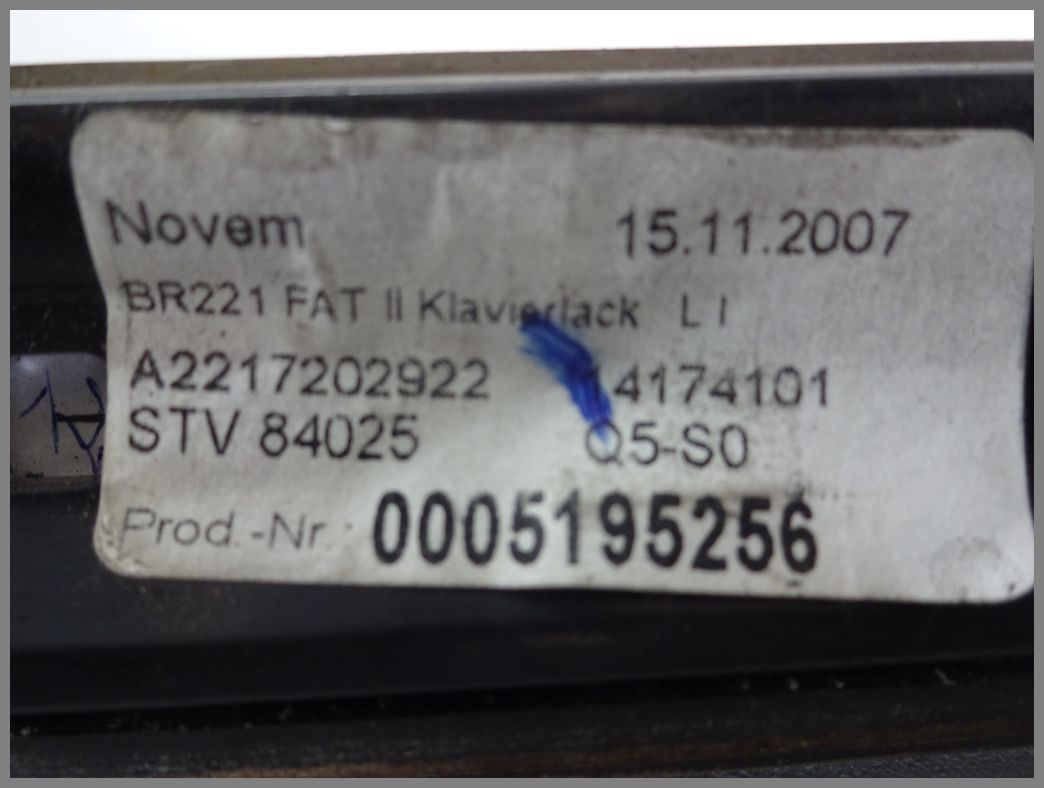 Novem 15.11.2007
BR221 FAT II Klavierlack L I
A2217202922 14174101
STV 84025 Q5-S0
Prod.-Nr.: 0005195256